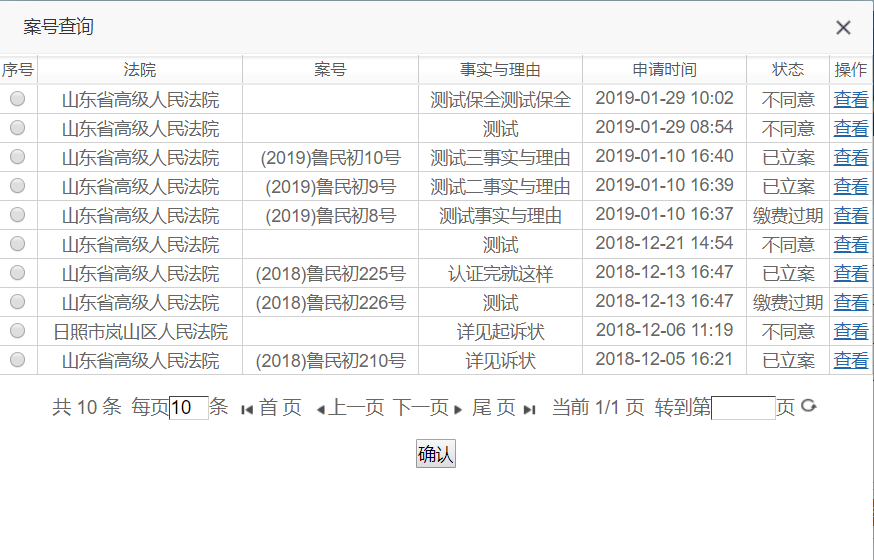 案号查询
序号 法院 案号 事实与理由 申请时间 状态 操作
山东省高级人民法院 测试保全测试保全 2019-01-29 10:02 不同意 查看
山东省高级人民法院 测试 2019-01-29 08:54 不同意 查看
山东省高级人民法院 (2019)鲁民初10号 测试三事实与理由 2019-01-10 16:40 已立案 查看
山东省高级人民法院 (2019)鲁民初9号 测试二事实与理由 2019-01-10 16:39 已立案 查看
山东省高级人民法院 (2019)鲁民初8号 测试事实与理由 2019-01-10 16:37 缴费过期 查看
山东省高级人民法院 测试 2018-12-21 14:54 不同意 查看
山东省高级人民法院 (2018)鲁民初225号 认证完就这样 2018-12-13 16:47 已立案 查看
山东省高级人民法院 (2018)鲁民初226号 测试 2018-12-13 16:47 缴费过期 查看
日照市岚山区人民法院 详见起诉状 2018-12-06 11:19 不同意 查看
山东省高级人民法院 (2018)鲁民初210号 详见诉状 2018-12-05 16:21 已立案 查看
共 10 条 每页10条 首 页 上一页 下一页 尾 页 当前 1/1 页 转到第 页
确认